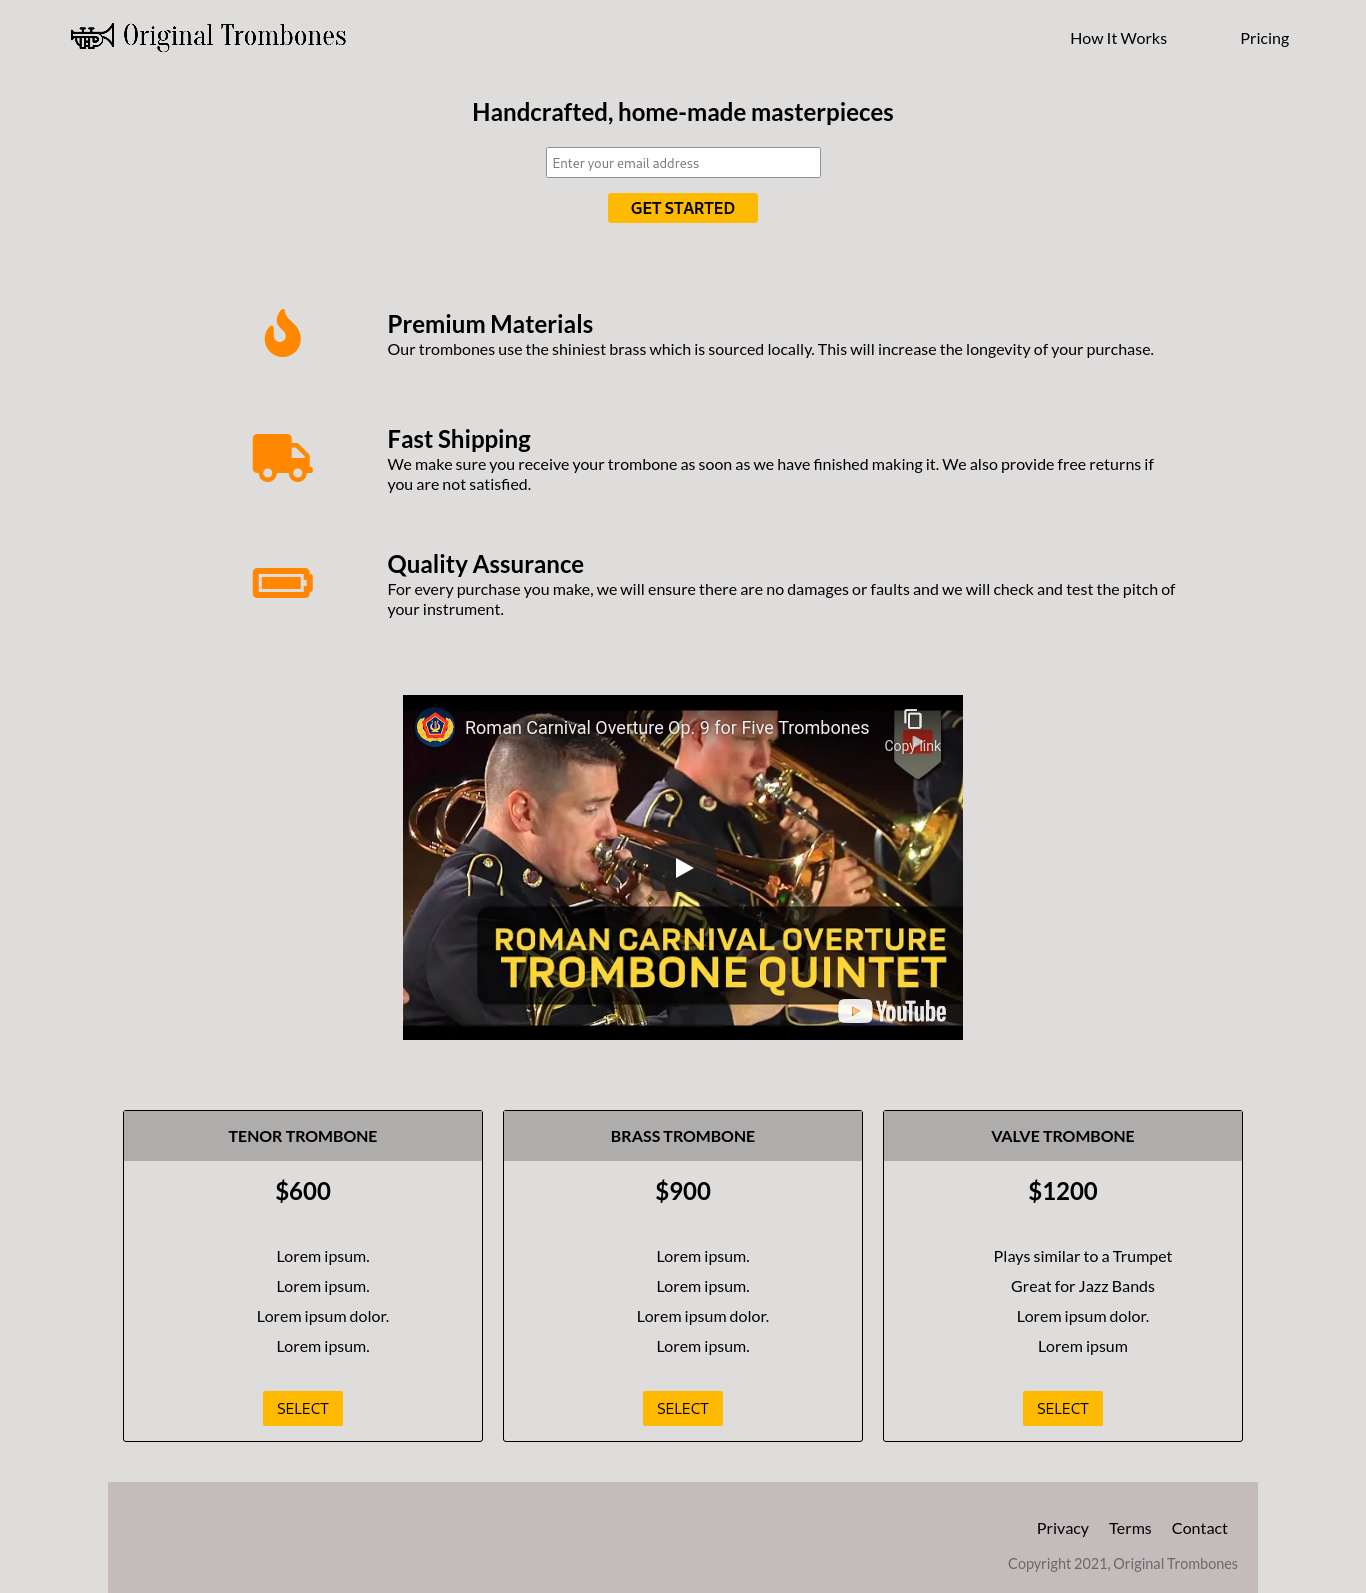 Original Trombones
How It Works
Pricing
Handcrafted, home-made masterpieces
Enter your email address
GET STARTED
Premium Materials
Our trombones use the shiniest brass which is sourced locally. This will increase the longevity of your purchase.
Fast Shipping
We make sure you receive your trombone as soon as we have finished making it. We also provide free returns if
you are not satisfied.
Quality Assurance
For every purchase you make, we will ensure there are no damages or faults and we will check and test the pitch of
your instrument.
Roman Carnival Overture Op. 9 for Five Trombones
Copy link
ROMAN CARNIVAL OVERTURE
TROMBONE QUINTET
YouTube
TENOR TROMBONE
$600
Lorem ipsum.
Lorem ipsum.
Lorem ipsum dolor.
Lorem ipsum.
SELECT
BRASS TROMBONE
$900
Lorem ipsum.
Lorem ipsum.
Lorem ipsum dolor.
Lorem ipsum.
SELECT
VALVE TROMBONE
$1200
Plays similar to a Trumpet
Great for Jazz Bands
Lorem ipsum dolor.
Lorem ipsum
SELECT
Privacy
Terms
Contact
Copyright 2021, Original Trombones